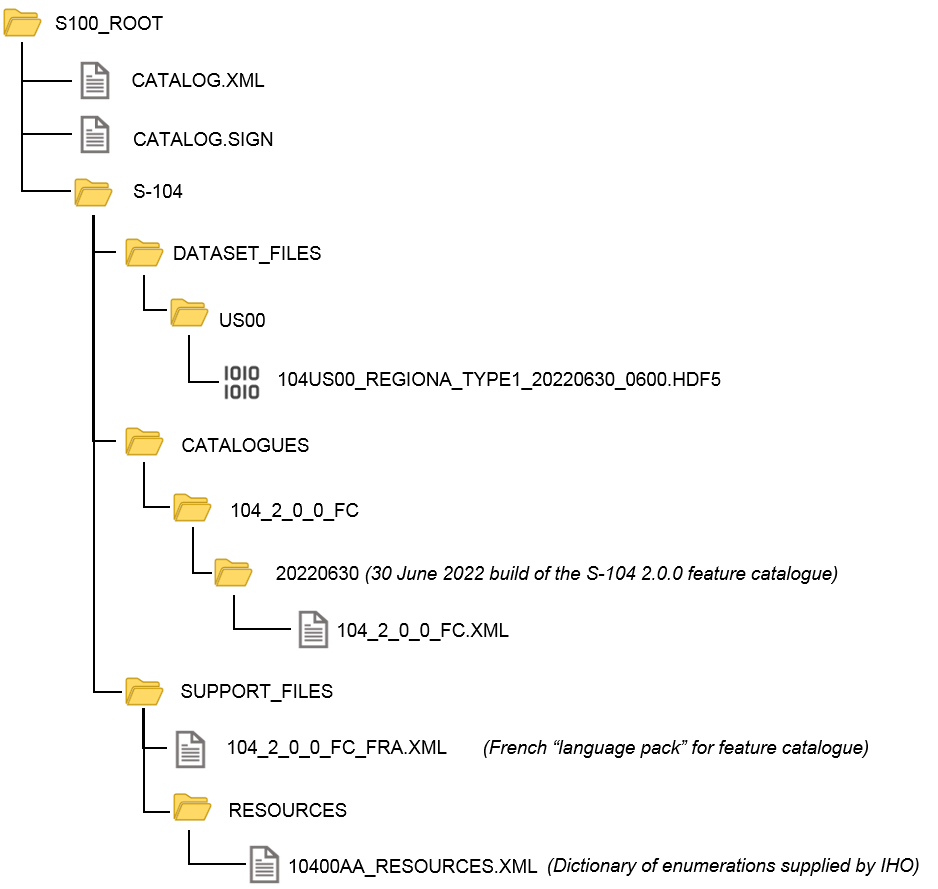 S100_ROOT
CATALOG.XML
CATALOG.SIGN
S-104
DATASET_FILES
US00
IOIO
IOIO
104US00_REGIONA_TYPE1_20220630_0600.HDF5
CATALOGUES
104_2_0_0_FC
20220630 (30 June 2022 build of the S-104 2.0.0 feature catalogue)
104_2_0_0_FC.XML
SUPPORT_FILES
104_2_0_0_FC_FRA.XML (French “language pack” for feature catalogue)
RESOURCES
10400AA_RESOURCES.XML (Dictionary of enumerations supplied by IHO)